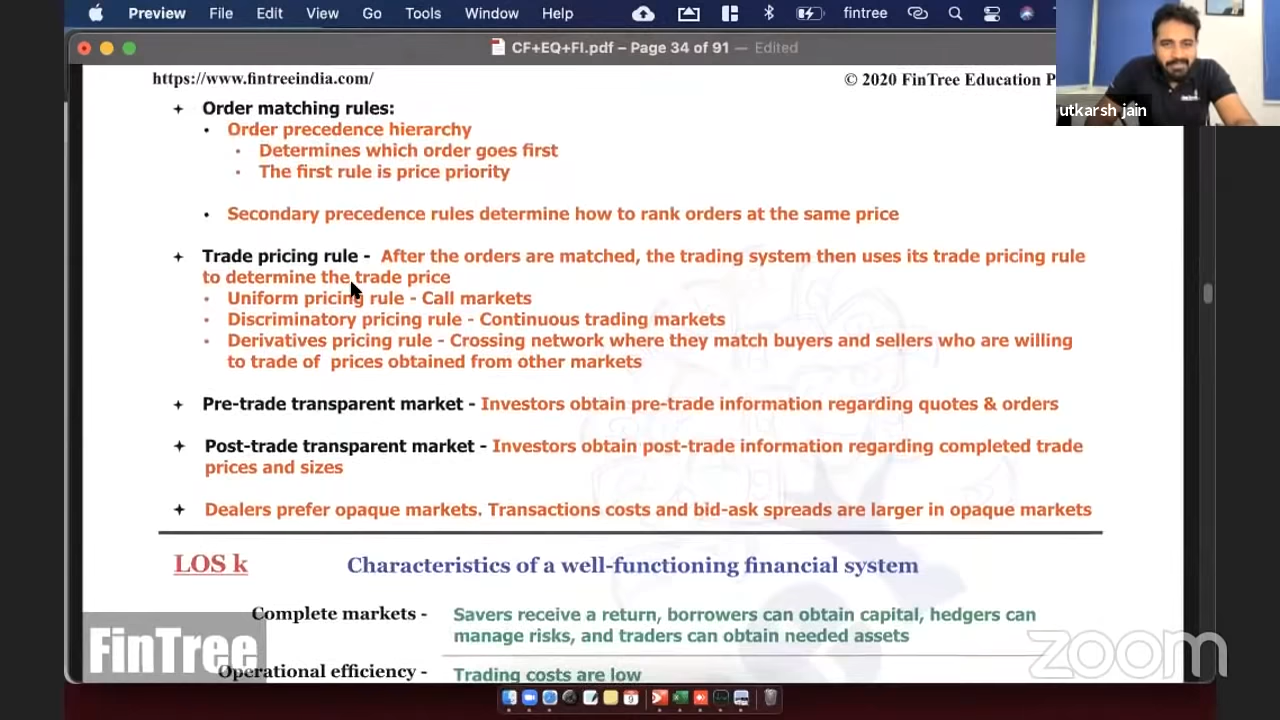 Preview File Edit View Go Tools Window Help fintree
CF+EQ+FI.pdf – Page 34 of 91 — Edited
https://www.fintreeindia.com/ © 2020 FinTree Education P
utkarsh jain
Order matching rules:
Order precedence hierarchy
Determines which order goes first
The first rule is price priority
Secondary precedence rules determine how to rank orders at the same price
Trade pricing rule - After the orders are matched, the trading system then uses its trade pricing rule
to determine the trade price
Uniform pricing rule - Call markets
Discriminatory pricing rule - Continuous trading markets
Derivatives pricing rule - Crossing network where they match buyers and sellers who are willing
to trade of prices obtained from other markets
Pre-trade transparent market - Investors obtain pre-trade information regarding quotes & orders
Post-trade transparent market - Investors obtain post-trade information regarding completed trade
prices and sizes
Dealers prefer opaque markets. Transactions costs and bid-ask spreads are larger in opaque markets
LOS k Characteristics of a well-functioning financial system
Complete markets - Savers receive a return, borrowers can obtain capital, hedgers can
manage risks, and traders can obtain needed assets
Operational efficiency - Trading costs are low
FinTree
zoom